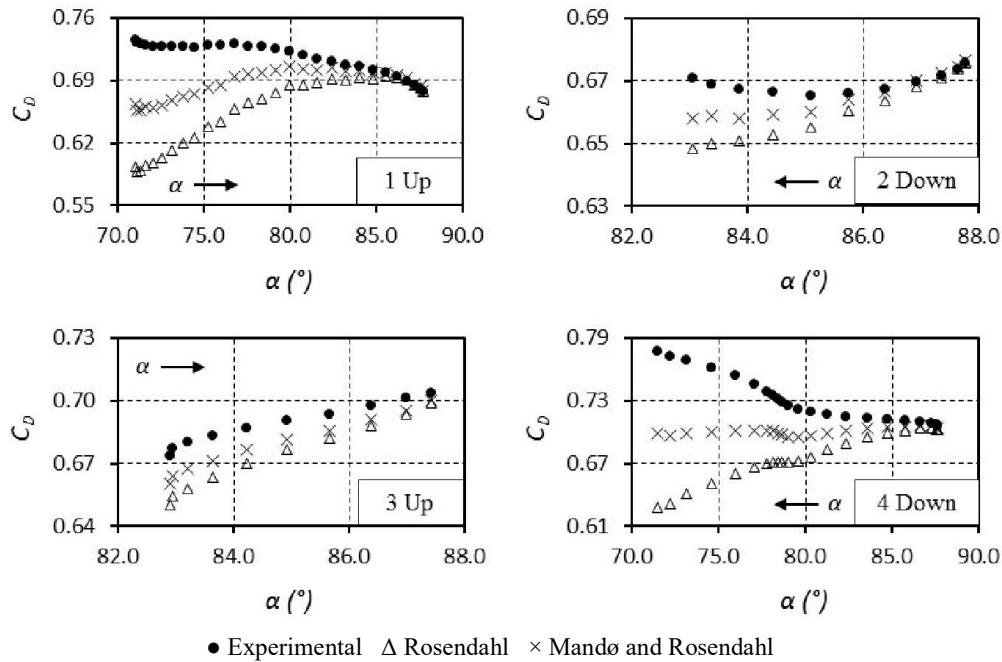 0.76
0.69
0.62
0.55
C_D
α
1 Up
70.0 75.0 80.0 85.0 90.0
α (°)
0.69
0.67
0.65
0.63
C_D
α
2 Down
82.0 84.0 86.0 88.0
α (°)
0.73
0.70
0.67
0.64
C_D
α
3 Up
82.0 84.0 86.0 88.0
α (°)
0.79
0.73
0.67
0.61
C_D
α
4 Down
70.0 75.0 80.0 85.0 90.0
α (°)
● Experimental △ Rosendahl × Mandø and Rosendahl